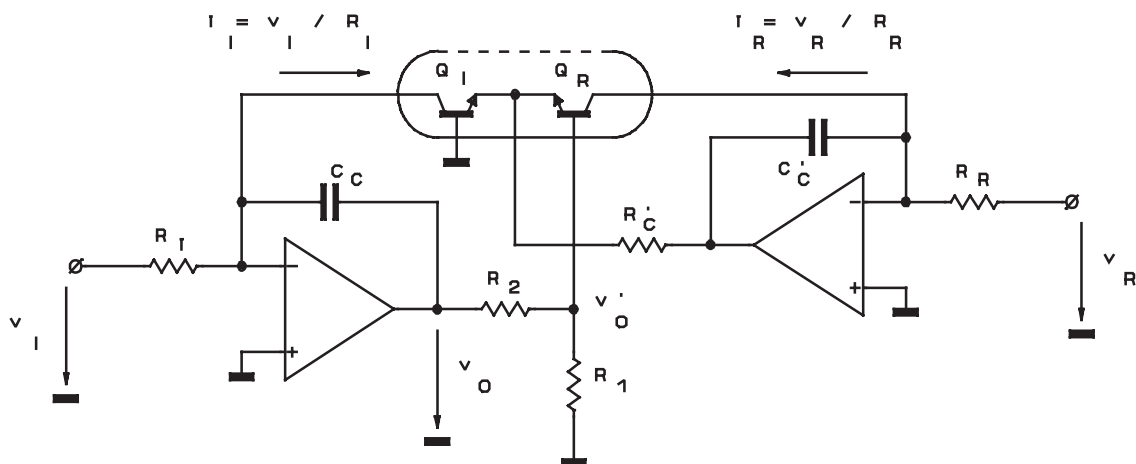 I_I = v_I / R_I
I_R = v_R / R_R
Q_I
Q_R
C_C
C'_C
R_R
R'_C
R_I
R_2
v'_O
v_R
v_I
v_O
R_1
−
+
−
+